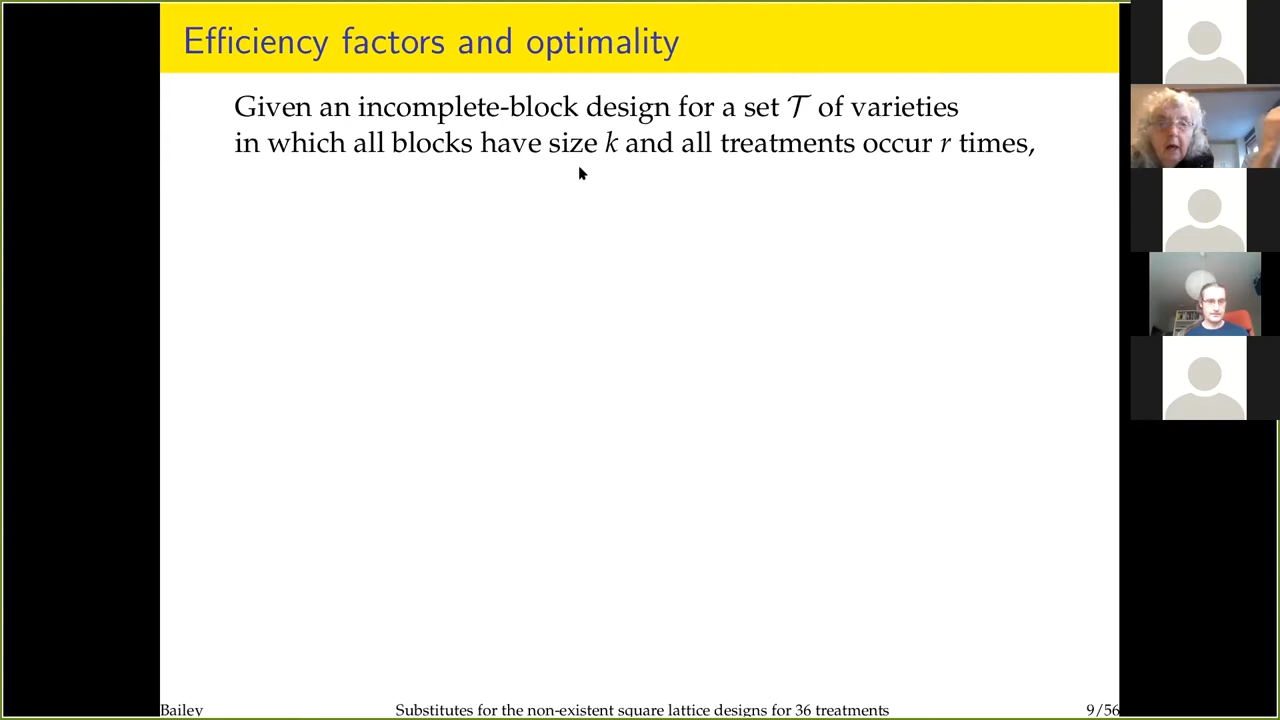 Efficiency factors and optimality
Given an incomplete-block design for a set 𝒯 of varieties
in which all blocks have size k and all treatments occur r times,
Bailey
Substitutes for the non-existent square lattice designs for 36 treatments
9/56